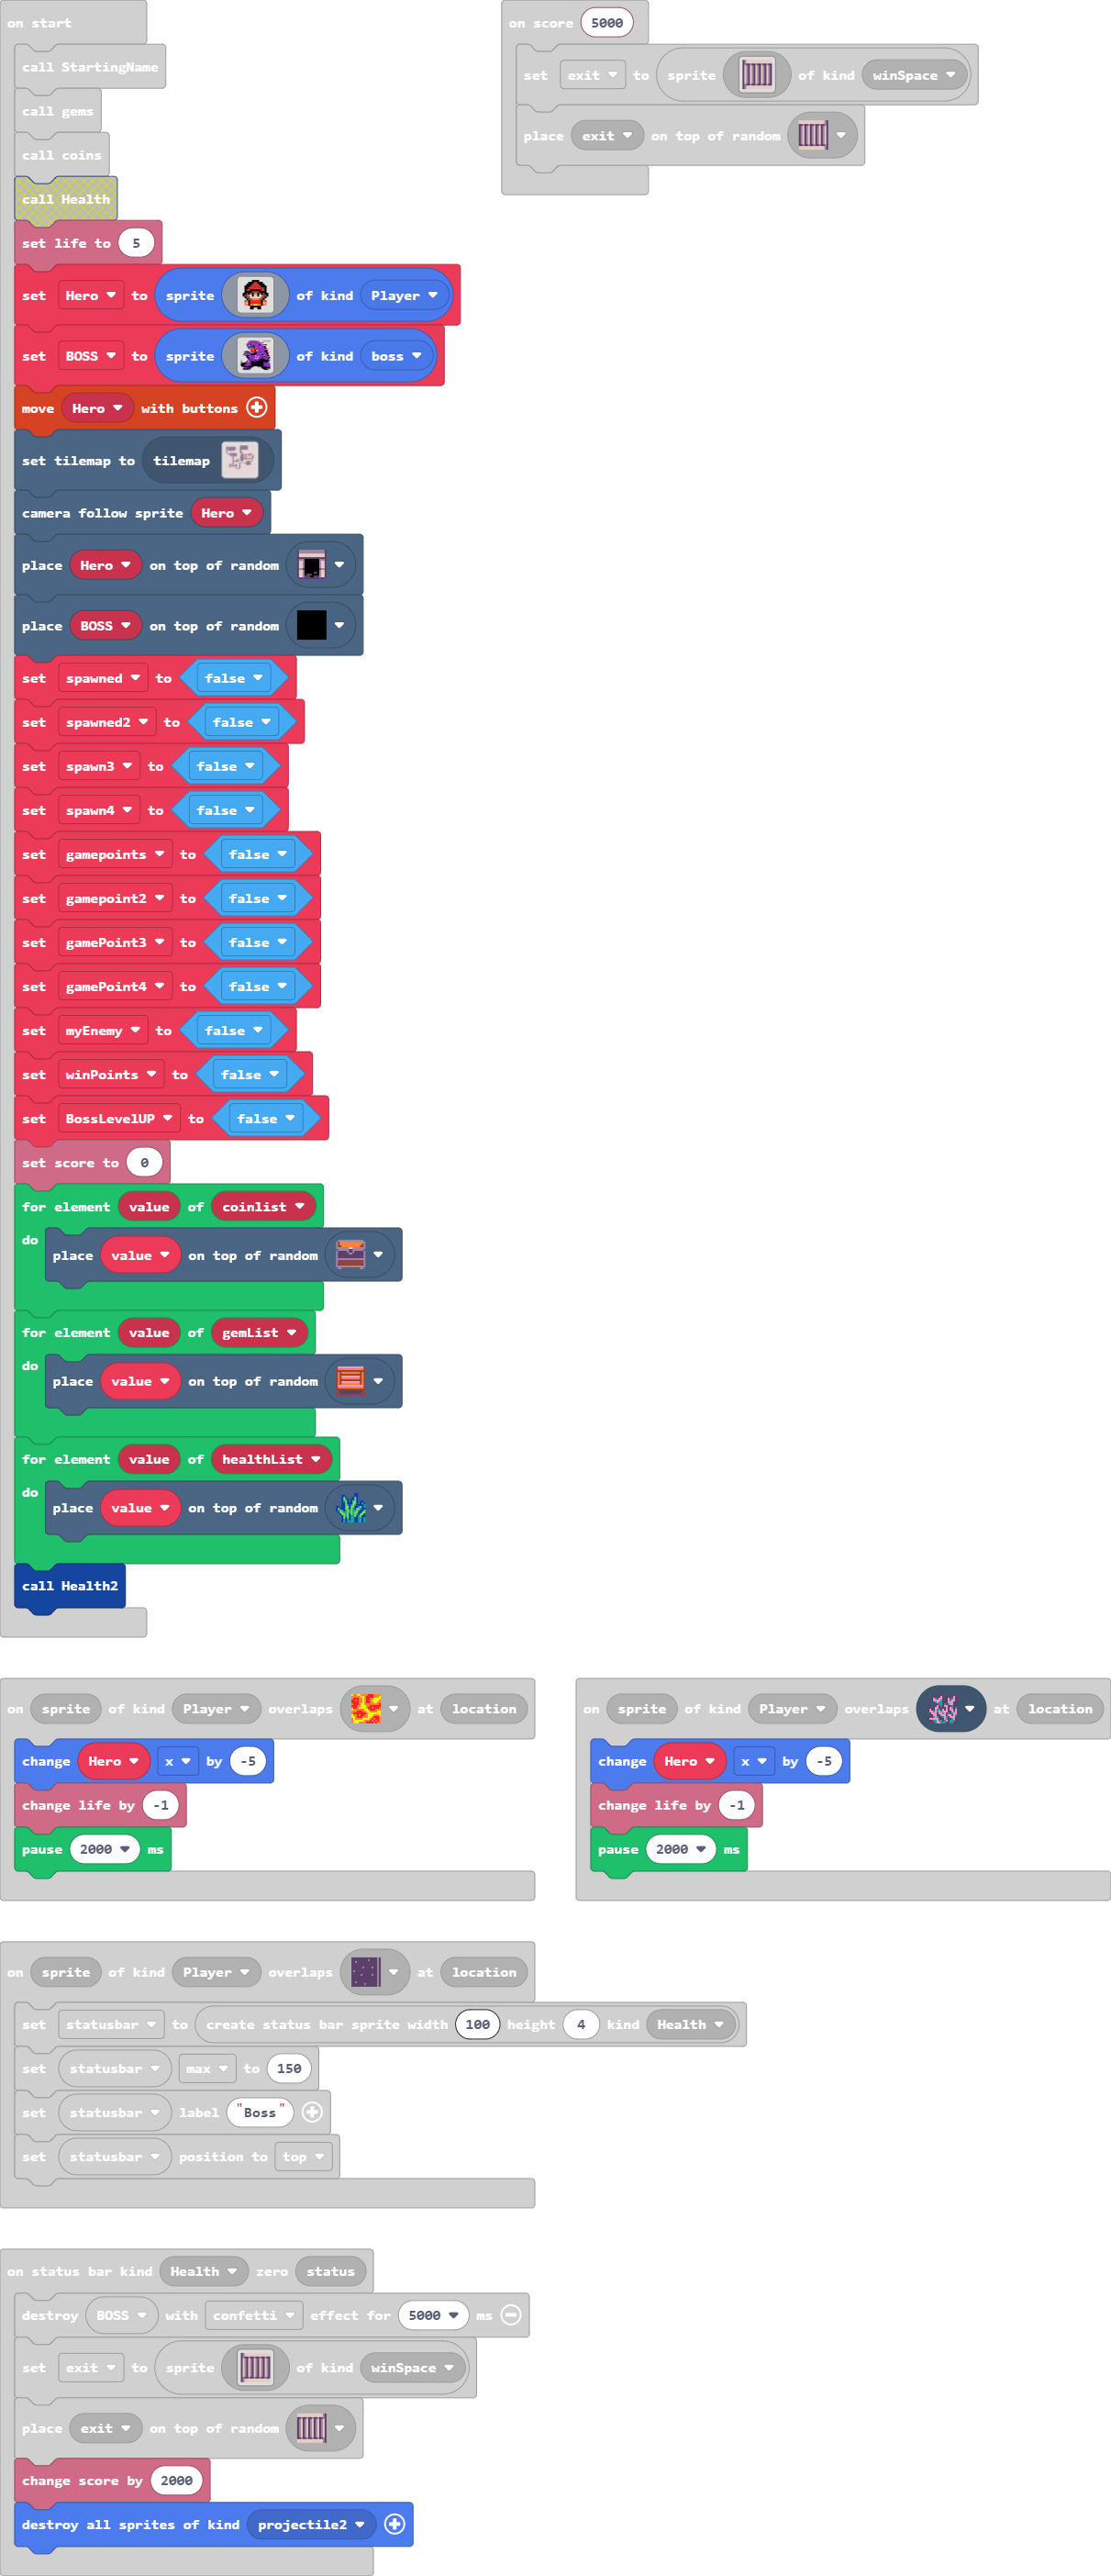 on start
call StartingName
call gems
call coins
call Health
set life to 5
set Hero to sprite of kind Player
set BOSS to sprite of kind boss
move Hero with buttons
set tilemap to tilemap
camera follow sprite Hero
place Hero on top of random
place BOSS on top of random
set spawned to false
set spawned2 to false
set spawn3 to false
set spawn4 to false
set gamepoints to false
set gamepoint2 to false
set gamePoint3 to false
set gamePoint4 to false
set myEnemy to false
set winPoints to false
set BossLevelUP to false
set score to 0
for element value of coinlist
do place value on top of random
for element value of gemList
do place value on top of random
for element value of healthList
do place value on top of random
call Health2
on score 5000
set exit to sprite of kind winSpace
place exit on top of random
on sprite of kind Player overlaps at location
change Hero x by -5
change life by -1
pause 2000 ms
on sprite of kind Player overlaps at location
change Hero x by -5
change life by -1
pause 2000 ms
on sprite of kind Player overlaps at location
set statusbar to create status bar sprite width 100 height 4 kind Health
set statusbar max to 150
set statusbar label "Boss"
set statusbar position to top
on status bar kind Health zero status
destroy BOSS with confetti effect for 5000 ms
set exit to sprite of kind winSpace
place exit on top of random
change score by 2000
destroy all sprites of kind projectile2